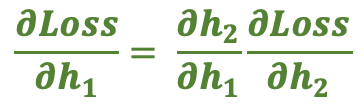 ∂Loss/∂h₁ = ∂h₂/∂h₁ ∂Loss/∂h₂